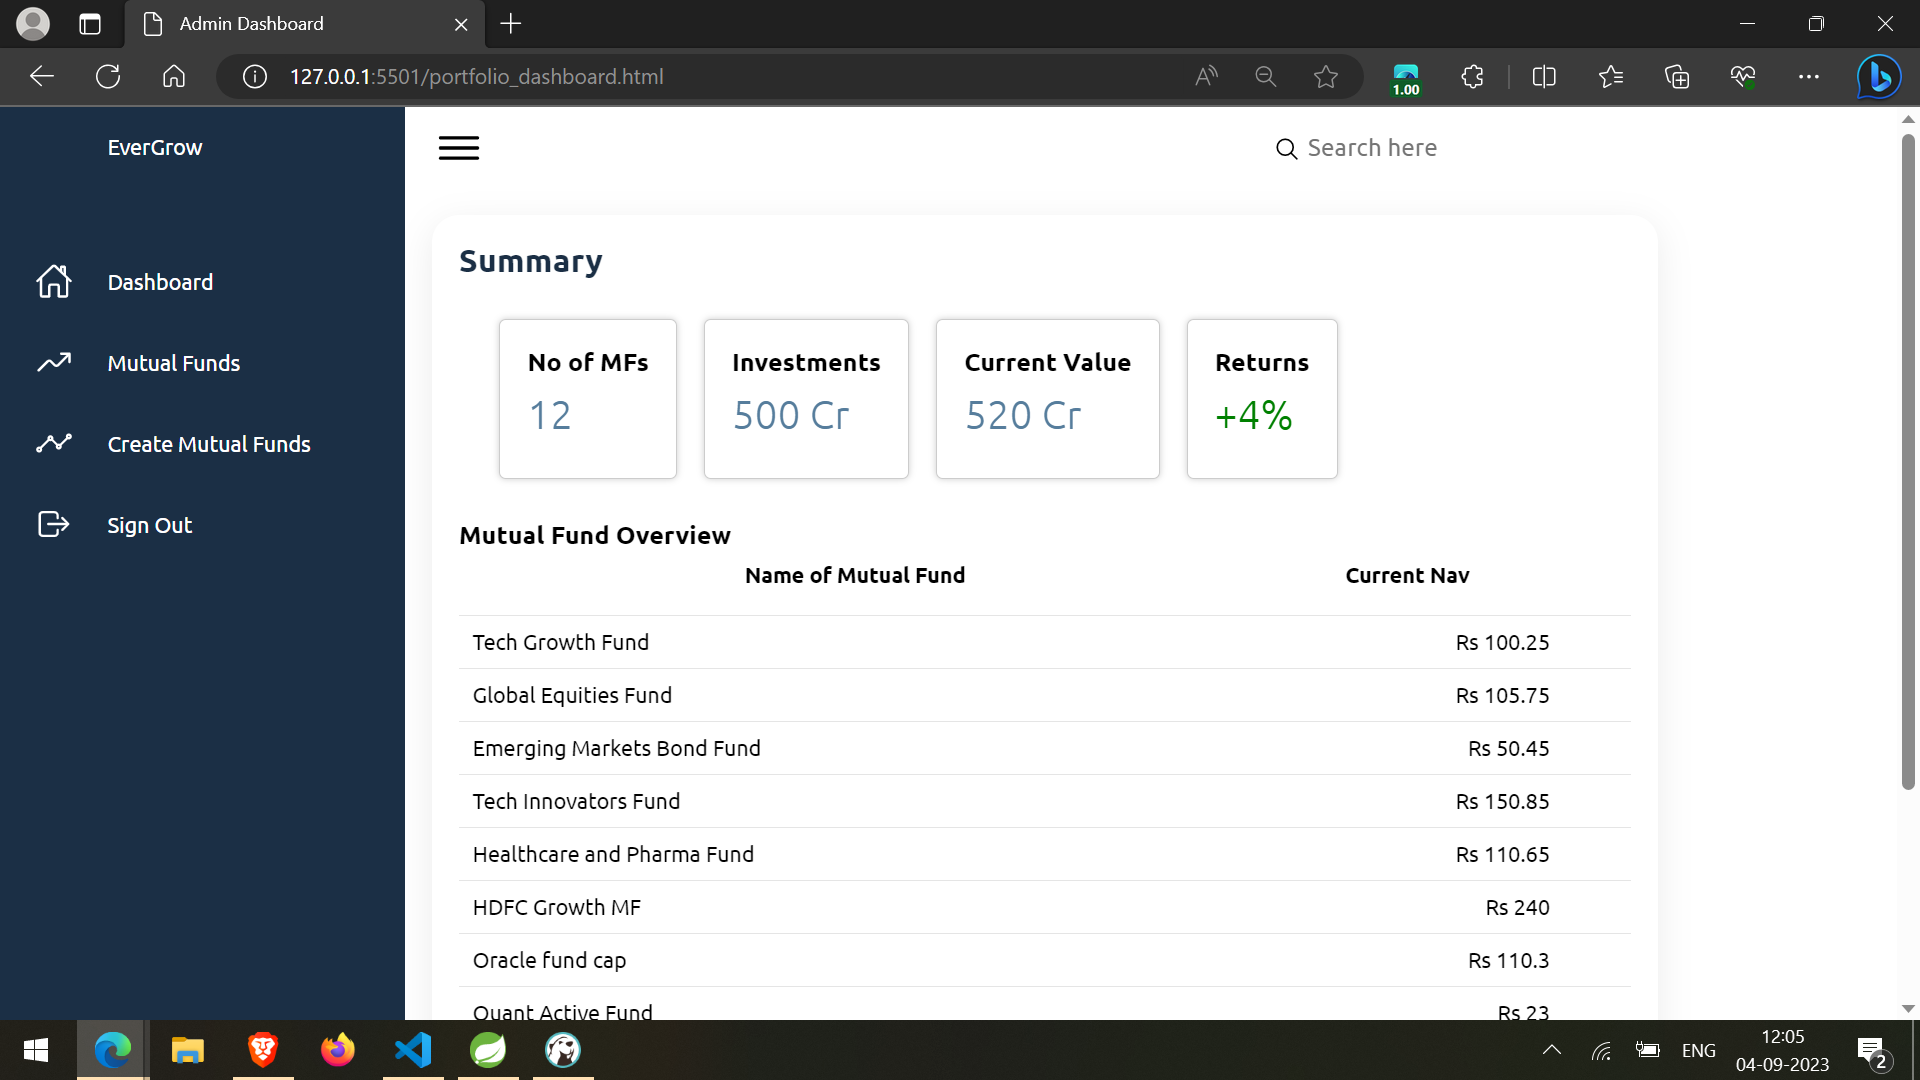 Admin Dashboard
127.0.0.1:5501/portfolio_dashboard.html
A
1.00
EverGrow
Search here
Dashboard
Mutual Funds
Create Mutual Funds
Sign Out
Summary
No of MFs
12
Investments
500 Cr
Current Value
520 Cr
Returns
+4%
Mutual Fund Overview
Name of Mutual Fund Current Nav
Tech Growth Fund Rs 100.25
Global Equities Fund Rs 105.75
Emerging Markets Bond Fund Rs 50.45
Tech Innovators Fund Rs 150.85
Healthcare and Pharma Fund Rs 110.65
HDFC Growth MF Rs 240
Oracle fund cap Rs 110.3
Quant Active Fund Rs 23
ENG
12:05
04-09-2023
2